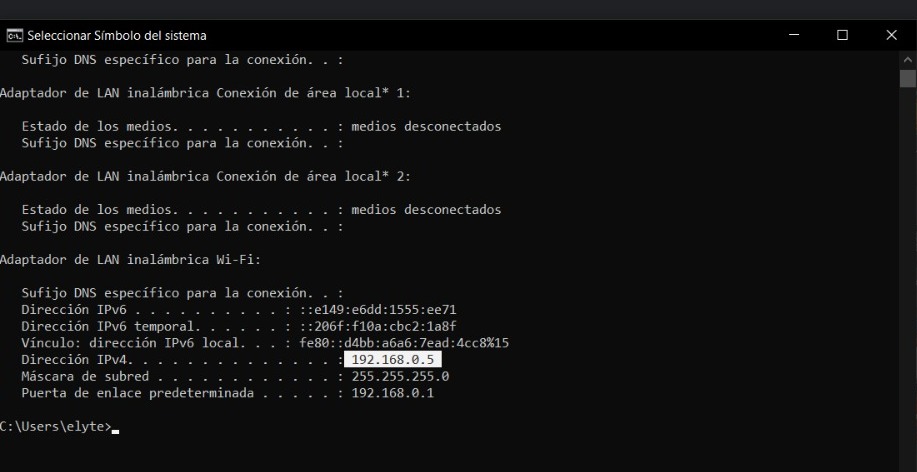 Seleccionar Símbolo del sistema
Sufijo DNS específico para la conexión. . :
Adaptador de LAN inalámbrica Conexión de área local* 1:
Estado de los medios. . . . . . . . . . . : medios desconectados
Sufijo DNS específico para la conexión. . :
Adaptador de LAN inalámbrica Conexión de área local* 2:
Estado de los medios. . . . . . . . . . . : medios desconectados
Sufijo DNS específico para la conexión. . :
Adaptador de LAN inalámbrica Wi-Fi:
Sufijo DNS específico para la conexión. . :
Dirección IPv6 . . . . . . . . . . : ::e149:e6dd:1555:ee71
Dirección IPv6 temporal. . . . . . : ::206f:f10a:cbc2:1a8f
Vínculo: dirección IPv6 local. . . : fe80::d4bb:a6a6:7ead:4cc8%15
Dirección IPv4. . . . . . . . . . . . . . : 192.168.0.5
Máscara de subred . . . . . . . . . . . . : 255.255.255.0
Puerta de enlace predeterminada . . . . . : 192.168.0.1
C:\Users\elyte>